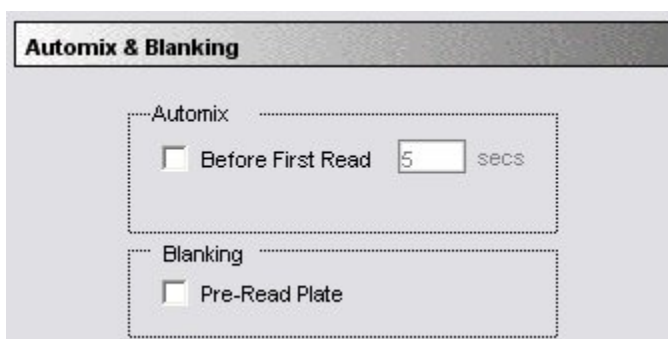 Automix & Blanking
Automix
Before First Read 5 secs
Blanking
Pre-Read Plate